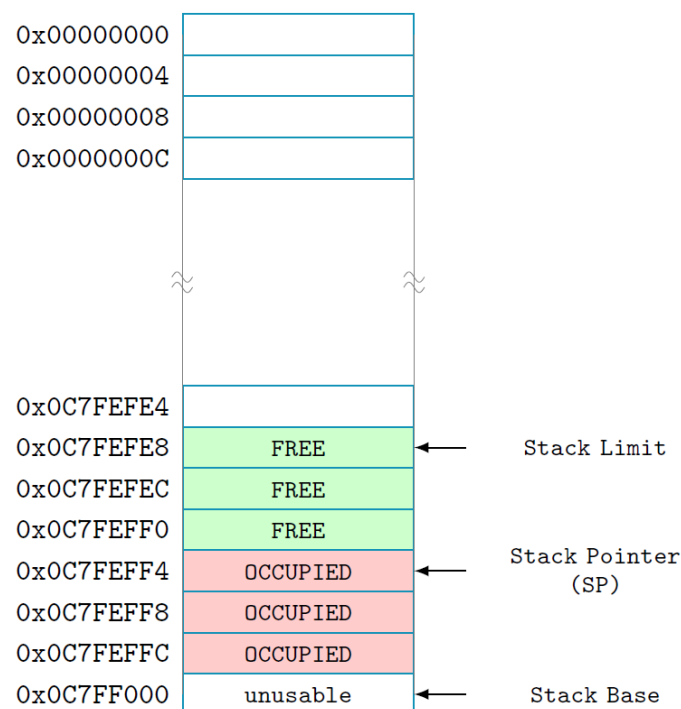 0x00000000
0x00000004
0x00000008
0x0000000C
0x0C7FEFE4
0x0C7FEFE8 FREE Stack Limit
0x0C7FEFEC FREE
0x0C7FEFF0 FREE
0x0C7FEFF4 OCCUPIED Stack Pointer
(SP)
0x0C7FEFF8 OCCUPIED
0x0C7FEFFC OCCUPIED
0x0C7FF000 unusable Stack Base